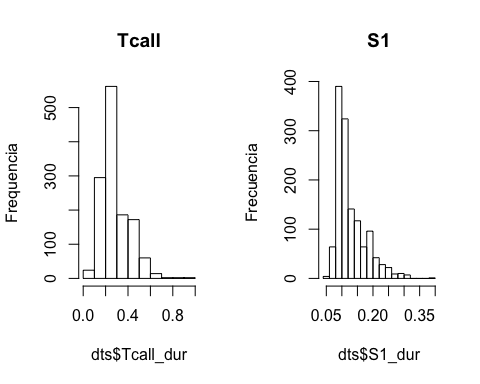 Tcall
Frequencia
0
100
300
500
0.0
0.4
0.8
dts$Tcall_dur
S1
Frecuencia
0
100
200
300
400
0.05
0.20
0.35
dts$S1_dur